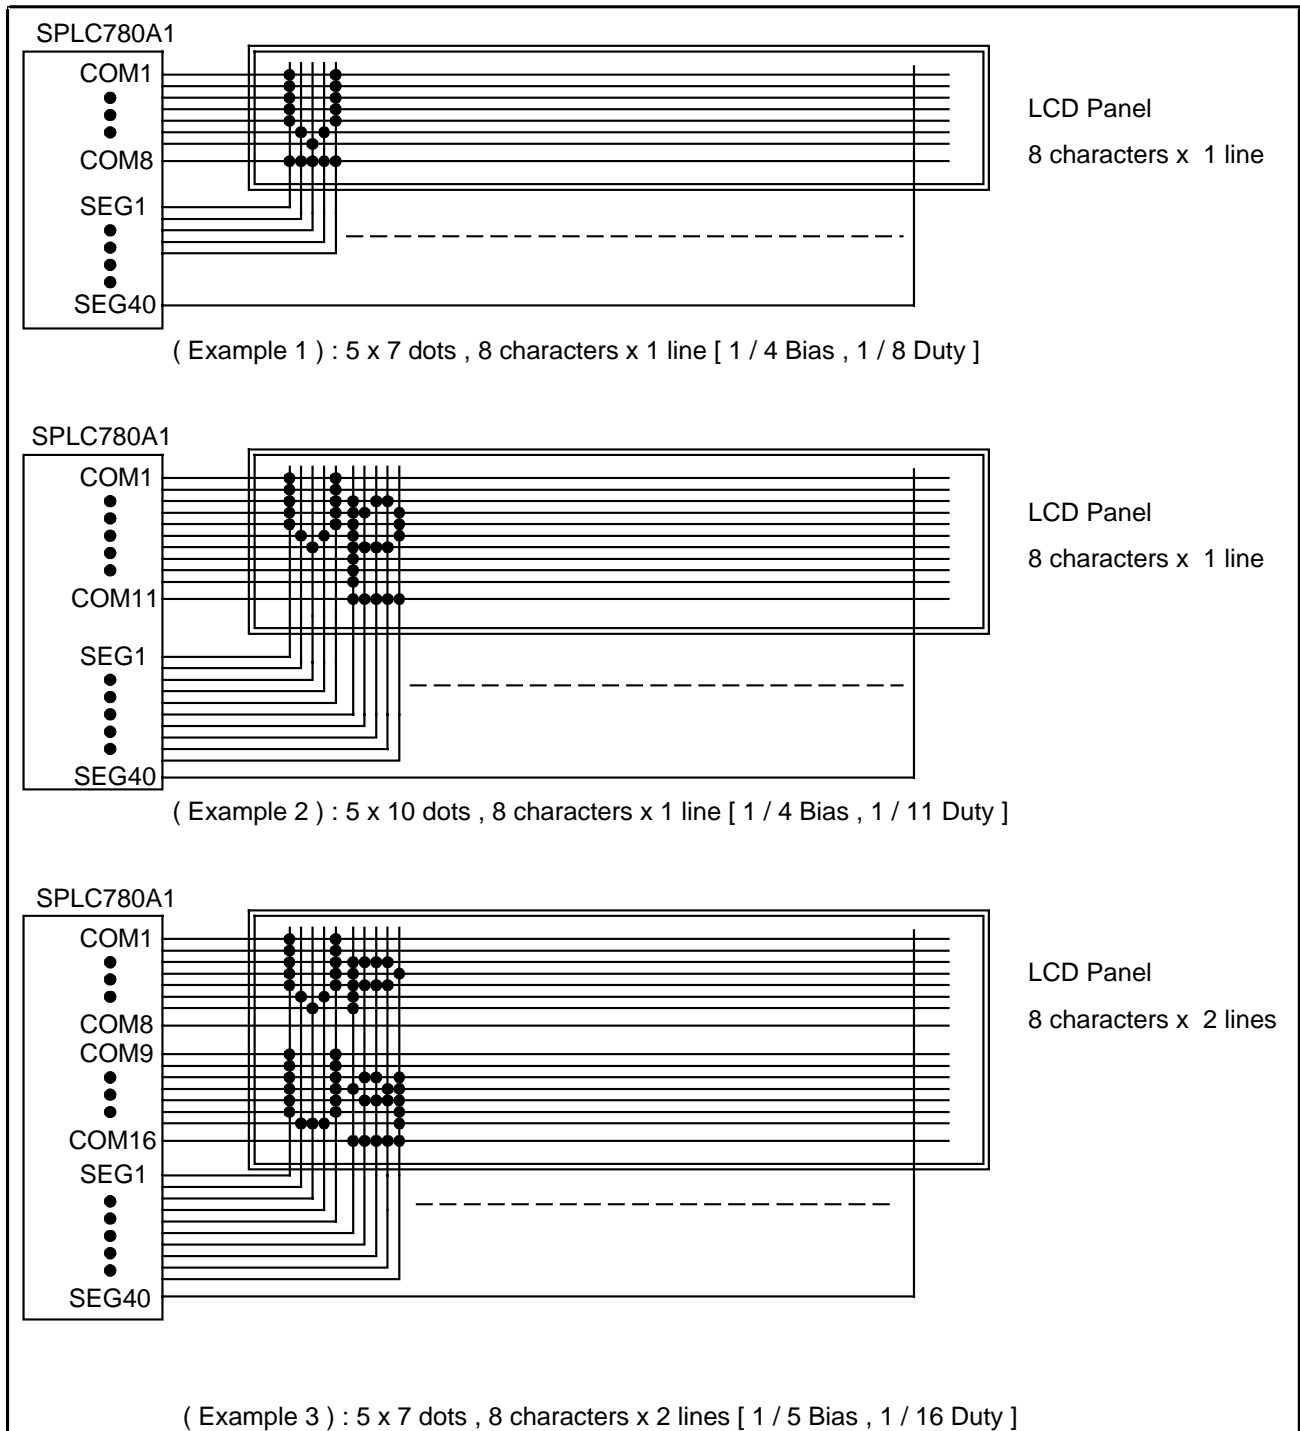 SPLC780A1
COM1
COM8
SEG1
SEG40
LCD Panel
8 characters x 1 line
( Example 1 ) : 5 x 7 dots , 8 characters x 1 line [ 1 / 4 Bias , 1 / 8 Duty ]
SPLC780A1
COM1
COM11
SEG1
SEG40
LCD Panel
8 characters x 1 line
( Example 2 ) : 5 x 10 dots , 8 characters x 1 line [ 1 / 4 Bias , 1 / 11 Duty ]
SPLC780A1
COM1
COM8
COM9
COM16
SEG1
SEG40
LCD Panel
8 characters x 2 lines
( Example 3 ) : 5 x 7 dots , 8 characters x 2 lines [ 1 / 5 Bias , 1 / 16 Duty ]